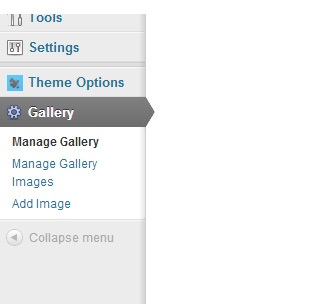 Tools
Settings
Theme Options
Gallery
Manage Gallery
Manage Gallery
Images
Add Image
Collapse menu